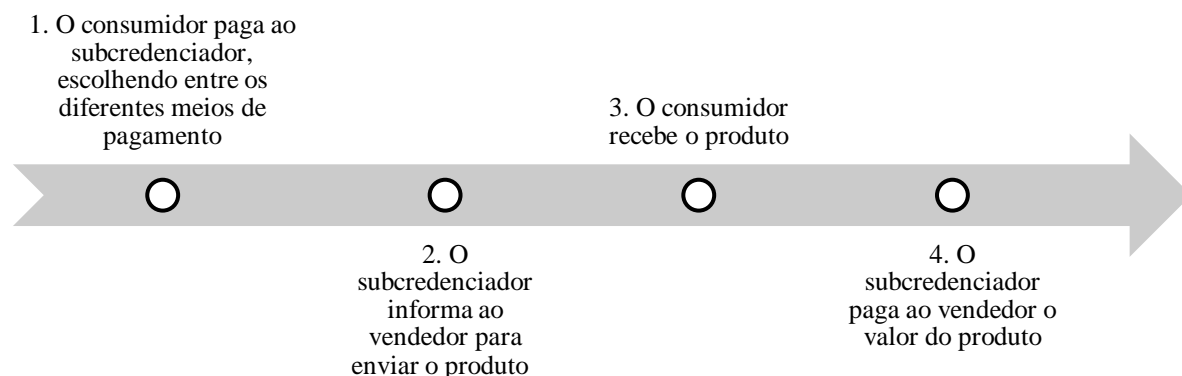 1. O consumidor paga ao
subcredenciador,
escolhendo entre os
diferentes meios de
pagamento
2. O
subcredenciador
informa ao
vendedor para
enviar o produto
3. O consumidor
recebe o produto
4. O
subcredenciador
paga ao vendedor o
valor do produto